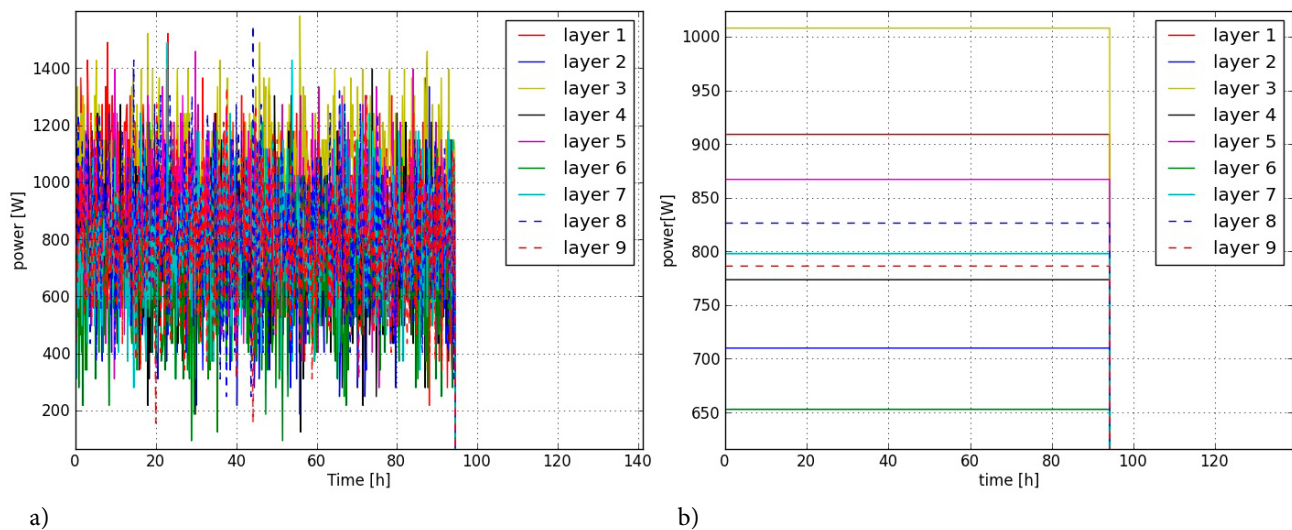 1400
1200
1000
800
600
400
200
0
20
40
60
80
100
120
140
Time [h]
power [W]
layer 1
layer 2
layer 3
layer 4
layer 5
layer 6
layer 7
layer 8
layer 9
a)
1000
950
900
850
800
750
700
650
0
20
40
60
80
100
120
time [h]
power[W]
layer 1
layer 2
layer 3
layer 4
layer 5
layer 6
layer 7
layer 8
layer 9
b)